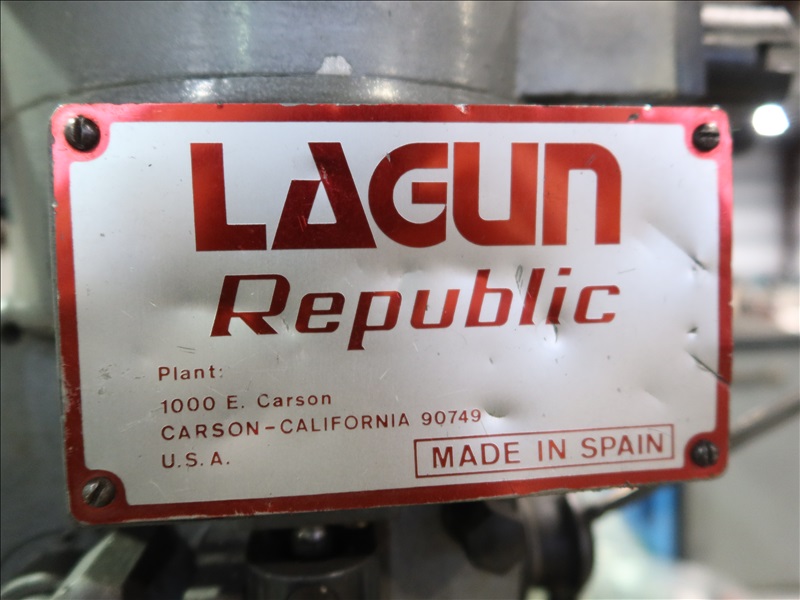 LAGUN
Republic
Plant:
1000 E. Carson
CARSON-CALIFORNIA 90749
U.S.A.
MADE IN SPAIN